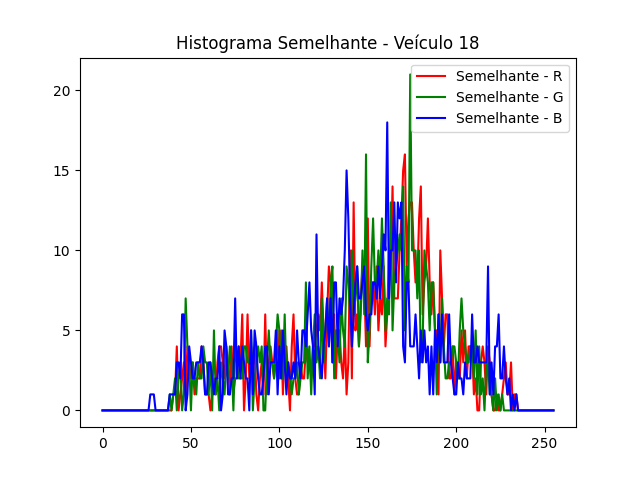 Histograma Semelhante - Veículo 18
Semelhante - R
Semelhante - G
Semelhante - B
20
15
10
5
0
0 50 100 150 200 250